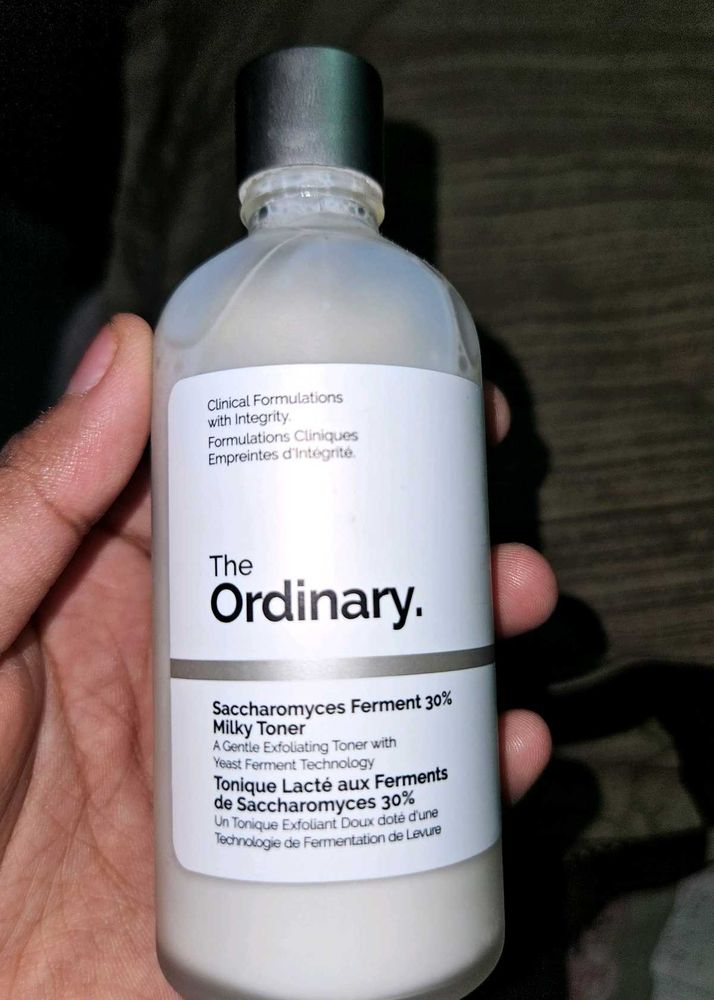 Clinical Formulations
with Integrity.
Formulations Cliniques
Empreintes d'Intégrité.
The
Ordinary.
Saccharomyces Ferment 30%
Milky Toner
A Gentle Exfoliating Toner with
Yeast Ferment Technology
Tonique Lacté aux Ferments
de Saccharomyces 30%
Un Tonique Exfoliant Doux doté d'une
Technologie de Fermentation de Levure